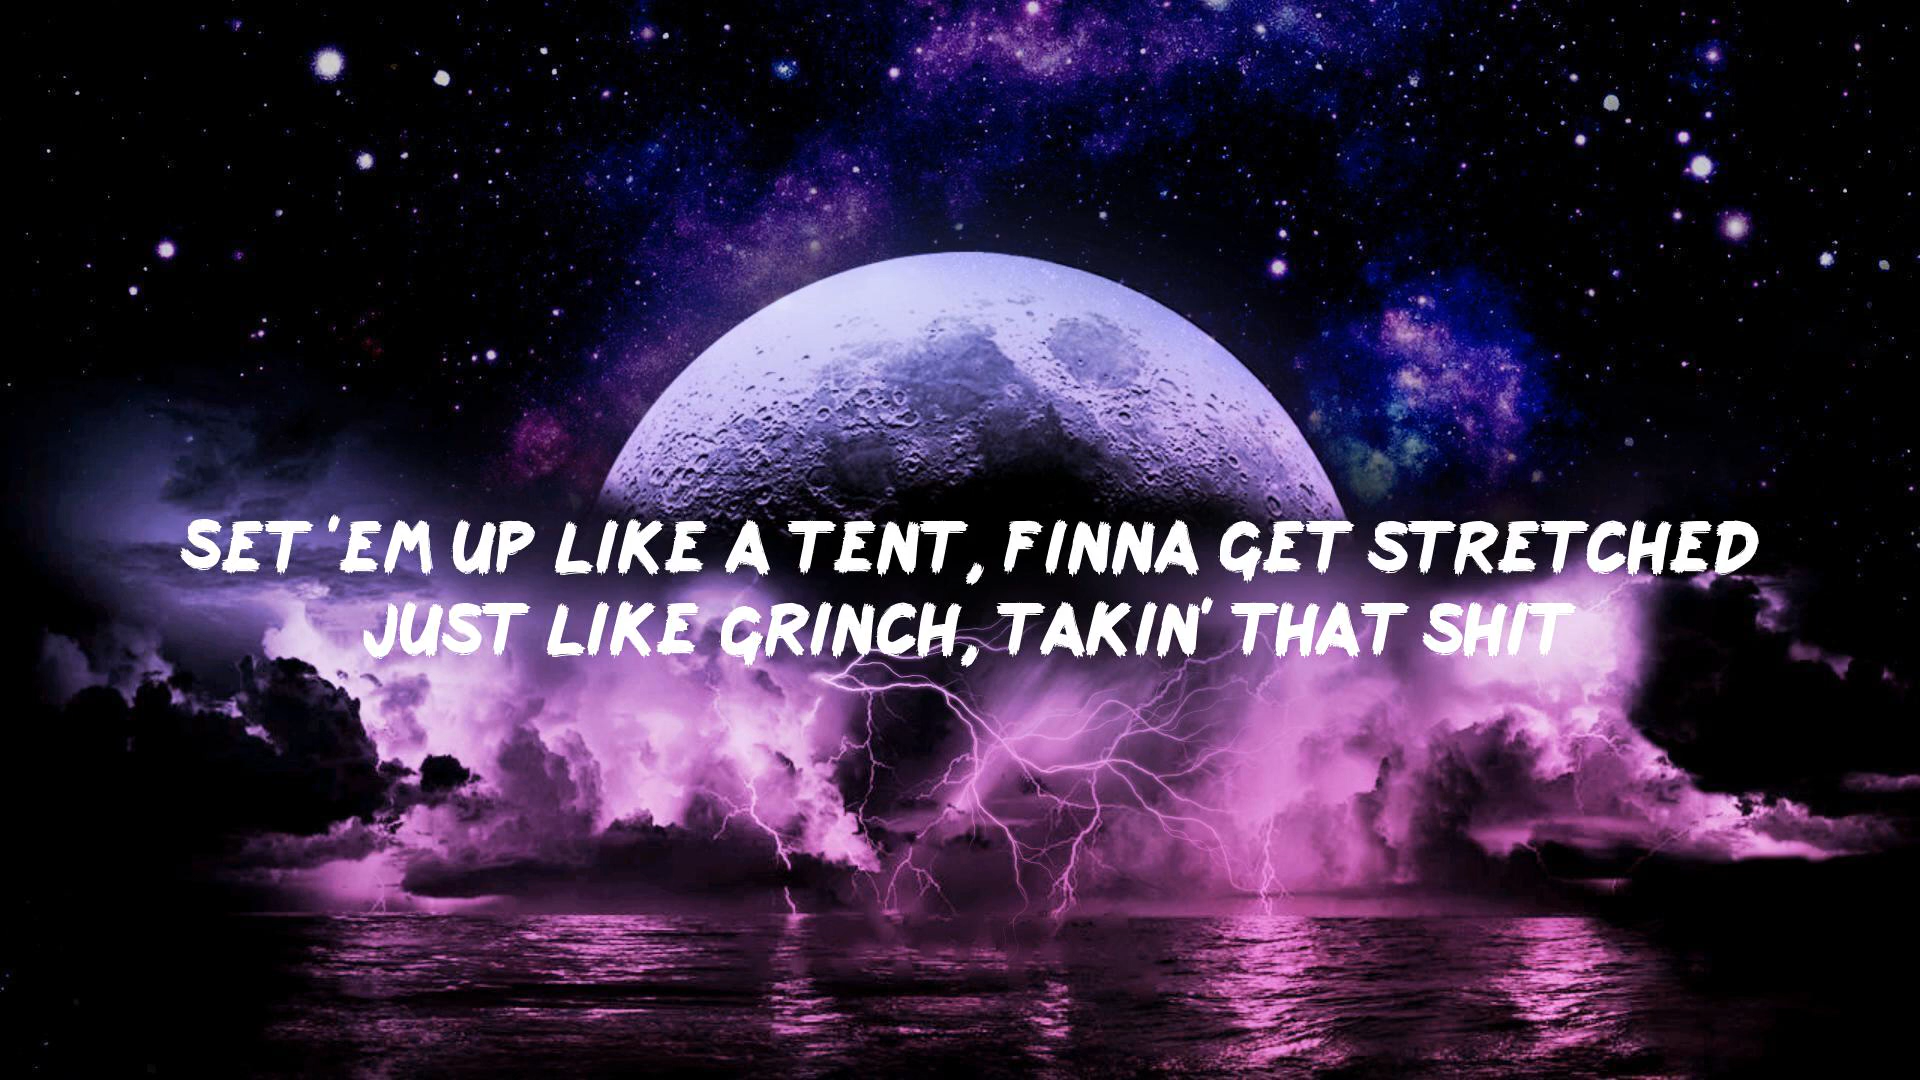 SET 'EM UP LIKE A TENT, FINNA GET STRETCHED
JUST LIKE GRINCH, TAKIN' THAT SHIT